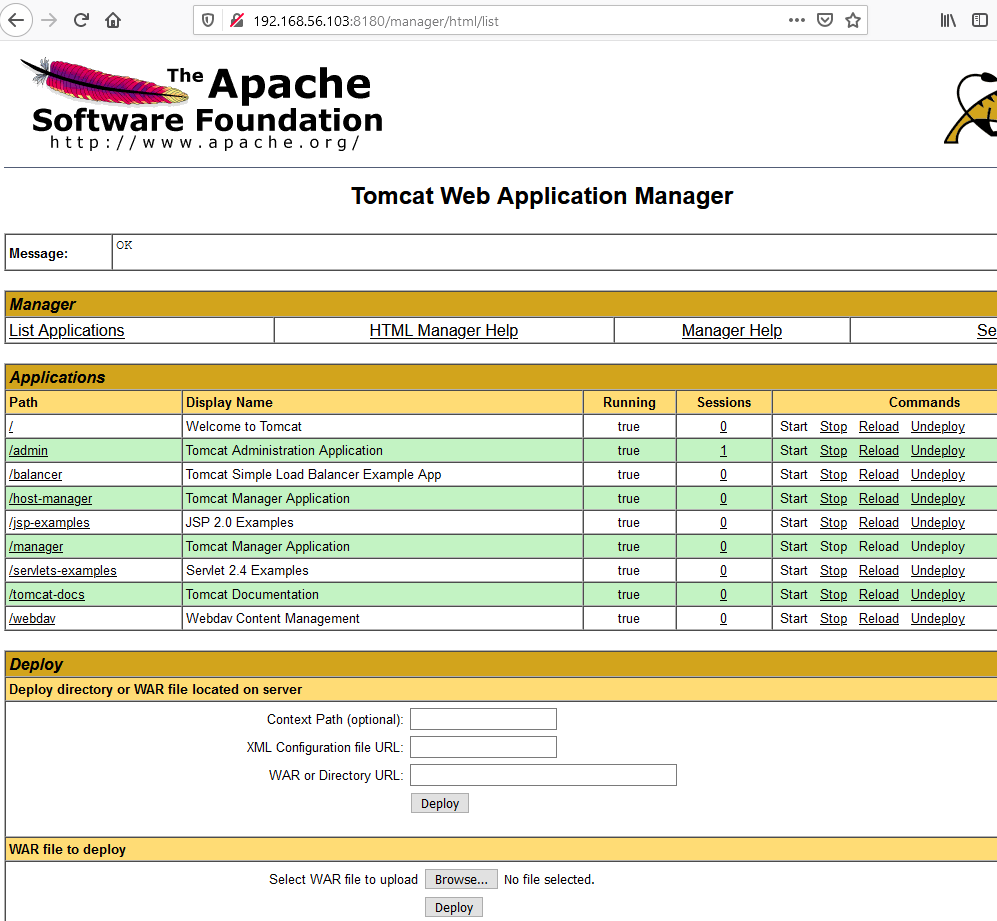 192.168.56.103:8180/manager/html/list
The Apache
Software Foundation
http://www.apache.org/
Tomcat Web Application Manager
Message: OK
Manager
List Applications HTML Manager Help Manager Help Se
Applications
Path Display Name Running Sessions Commands
/ Welcome to Tomcat true 0 Start Stop Reload Undeploy
/admin Tomcat Administration Application true 1 Start Stop Reload Undeploy
/balancer Tomcat Simple Load Balancer Example App true 0 Start Stop Reload Undeploy
/host-manager Tomcat Manager Application true 0 Start Stop Reload Undeploy
/jsp-examples JSP 2.0 Examples true 0 Start Stop Reload Undeploy
/manager Tomcat Manager Application true 0 Start Stop Reload Undeploy
/servlets-examples Servlet 2.4 Examples true 0 Start Stop Reload Undeploy
/tomcat-docs Tomcat Documentation true 0 Start Stop Reload Undeploy
/webdav Webdav Content Management true 0 Start Stop Reload Undeploy
Deploy
Deploy directory or WAR file located on server
Context Path (optional):
XML Configuration file URL:
WAR or Directory URL:
Deploy
WAR file to deploy
Select WAR file to upload Browse... No file selected.
Deploy